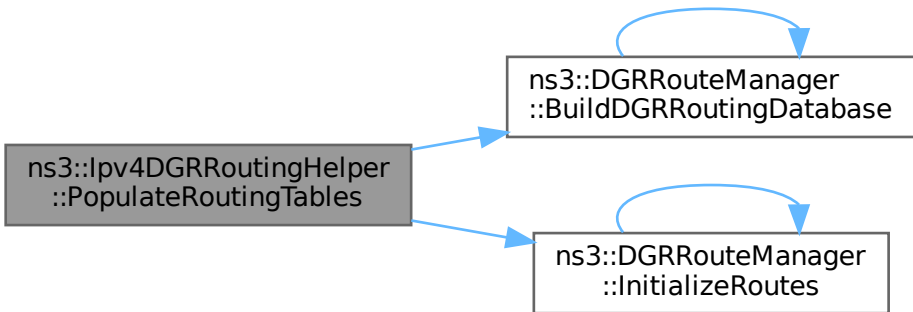 ns3::Ipv4DGRRoutingHelper
::PopulateRoutingTables
ns3::DGRRouteManager
::BuildDGRRoutingDatabase
ns3::DGRRouteManager
::InitializeRoutes